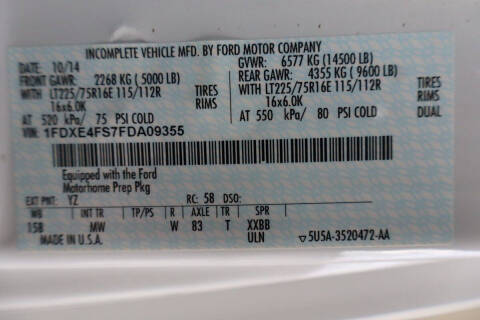 INCOMPLETE VEHICLE MFD. BY FORD MOTOR COMPANY
DATE: 10/14 GVWR: 6577 KG (14500 LB)
FRONT GAWR: 2268 KG (5000 LB) REAR GAWR: 4355 KG (9600 LB)
WITH LT225/75R16E 115/112R TIRES WITH LT225/75R16E 115/112R TIRES
16x6.0K RIMS 16x6.0K RIMS
AT 520 kPa/ 75 PSI COLD AT 550 kPa/ 80 PSI COLD DUAL
VIN: 1FDXE4FS7FDA09355
Equipped with the Ford
Motorhome Prep Pkg
EXT PNT: YZ RC: 58 DSO:
WB INT TR TP/PS R AXLE TR SPR
158 MW W 83 T XXBB
MADE IN U.S.A. ULN ▽5U5A-3520472-AA